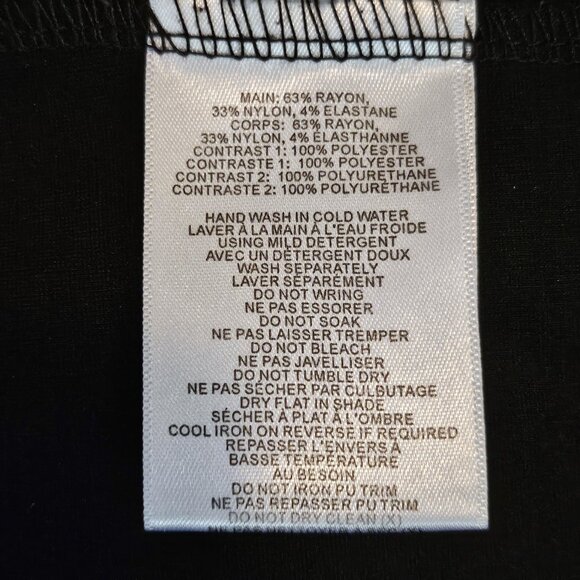 MAIN: 63% RAYON,
33% NYLON, 4% ELASTANE
CORPS: 63% RAYON,
33% NYLON, 4% ÉLASTHANNE
CONTRAST 1: 100% POLYESTER
CONTRASTE 1: 100% POLYESTER
CONTRAST 2: 100% POLYURETHANE
CONTRASTE 2: 100% POLYURÉTHANE
HAND WASH IN COLD WATER
LAVER À LA MAIN À L'EAU FROIDE
USING MILD DETERGENT
AVEC UN DÉTERGENT DOUX
WASH SEPARATELY
LAVER SÉPARÉMENT
DO NOT WRING
NE PAS ESSORER
DO NOT SOAK
NE PAS LAISSER TREMPER
DO NOT BLEACH
NE PAS JAVELLISER
DO NOT TUMBLE DRY
NE PAS SÉCHER PAR CULBUTAGE
DRY FLAT IN SHADE
SÉCHER À PLAT À L'OMBRE
COOL IRON ON REVERSE IF REQUIRED
REPASSER L'ENVERS À
BASSE TEMPÉRATURE
AU BESOIN
DO NOT IRON PU TRIM
NE PAS REPASSER PU TRIM
DO NOT DRY CLEAN (X)